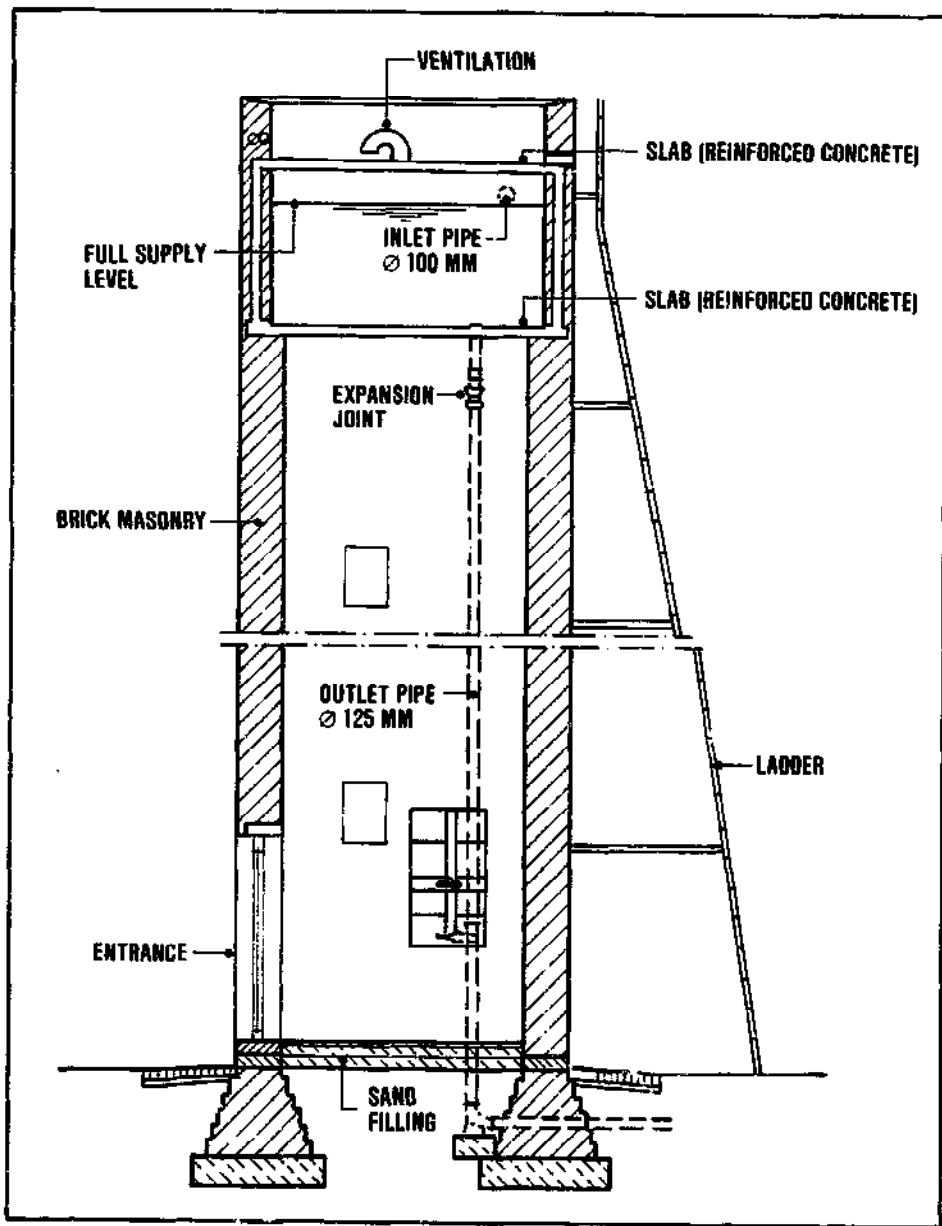 VENTILATION
SLAB (REINFORCED CONCRETE)
FULL SUPPLY
LEVEL
INLET PIPE
Ø 100 MM
SLAB (REINFORCED CONCRETE)
EXPANSION
JOINT
BRICK MASONRY
OUTLET PIPE
Ø 125 MM
LADDER
ENTRANCE
SAND
FILLING